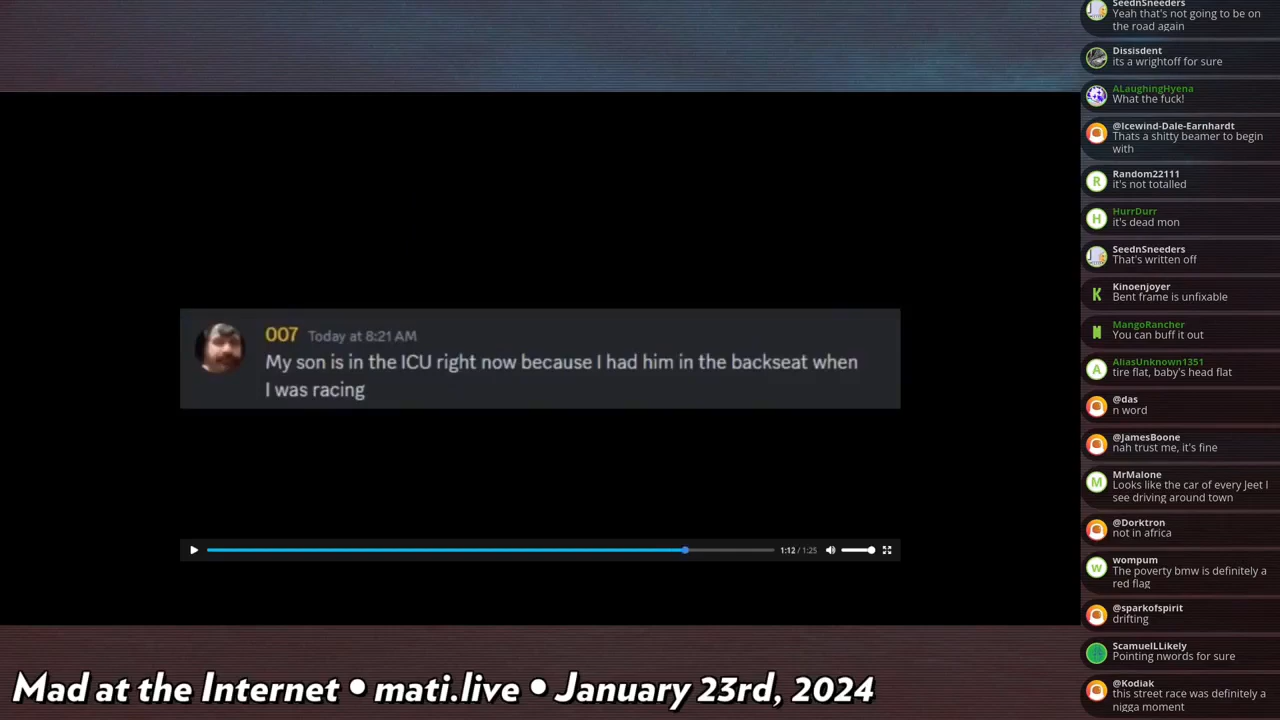 SeednSneeders
Yeah that's not going to be on
the road again
Dissisdent
its a wrightoff for sure
ALaughingHyena
What the fuck!
@Icewind-Dale-Earnhardt
Thats a shitty beamer to begin
with
R
Random22111
it's not totalled
H
HurrDurr
it's dead mon
SeednSneeders
That's written off
K
Kinoenjoyer
Bent frame is unfixable
M
MangoRancher
You can buff it out
A
AliasUnknown1351
tire flat, baby's head flat
@das
n word
@JamesBoone
nah trust me, it's fine
M
MrMalone
Looks like the car of every Jeet I
see driving around town
@Dorktron
not in africa
W
wompum
The poverty bmw is definitely a
red flag
@sparkofspirit
drifting
ScamuelLLikely
Pointing nwords for sure
@Kodiak
this street race was definitely a
nigga moment
007 Today at 8:21 AM
My son is in the ICU right now because I had him in the backseat when
I was racing
1:12 / 1:25
Mad at the Internet • mati.live • January 23rd, 2024